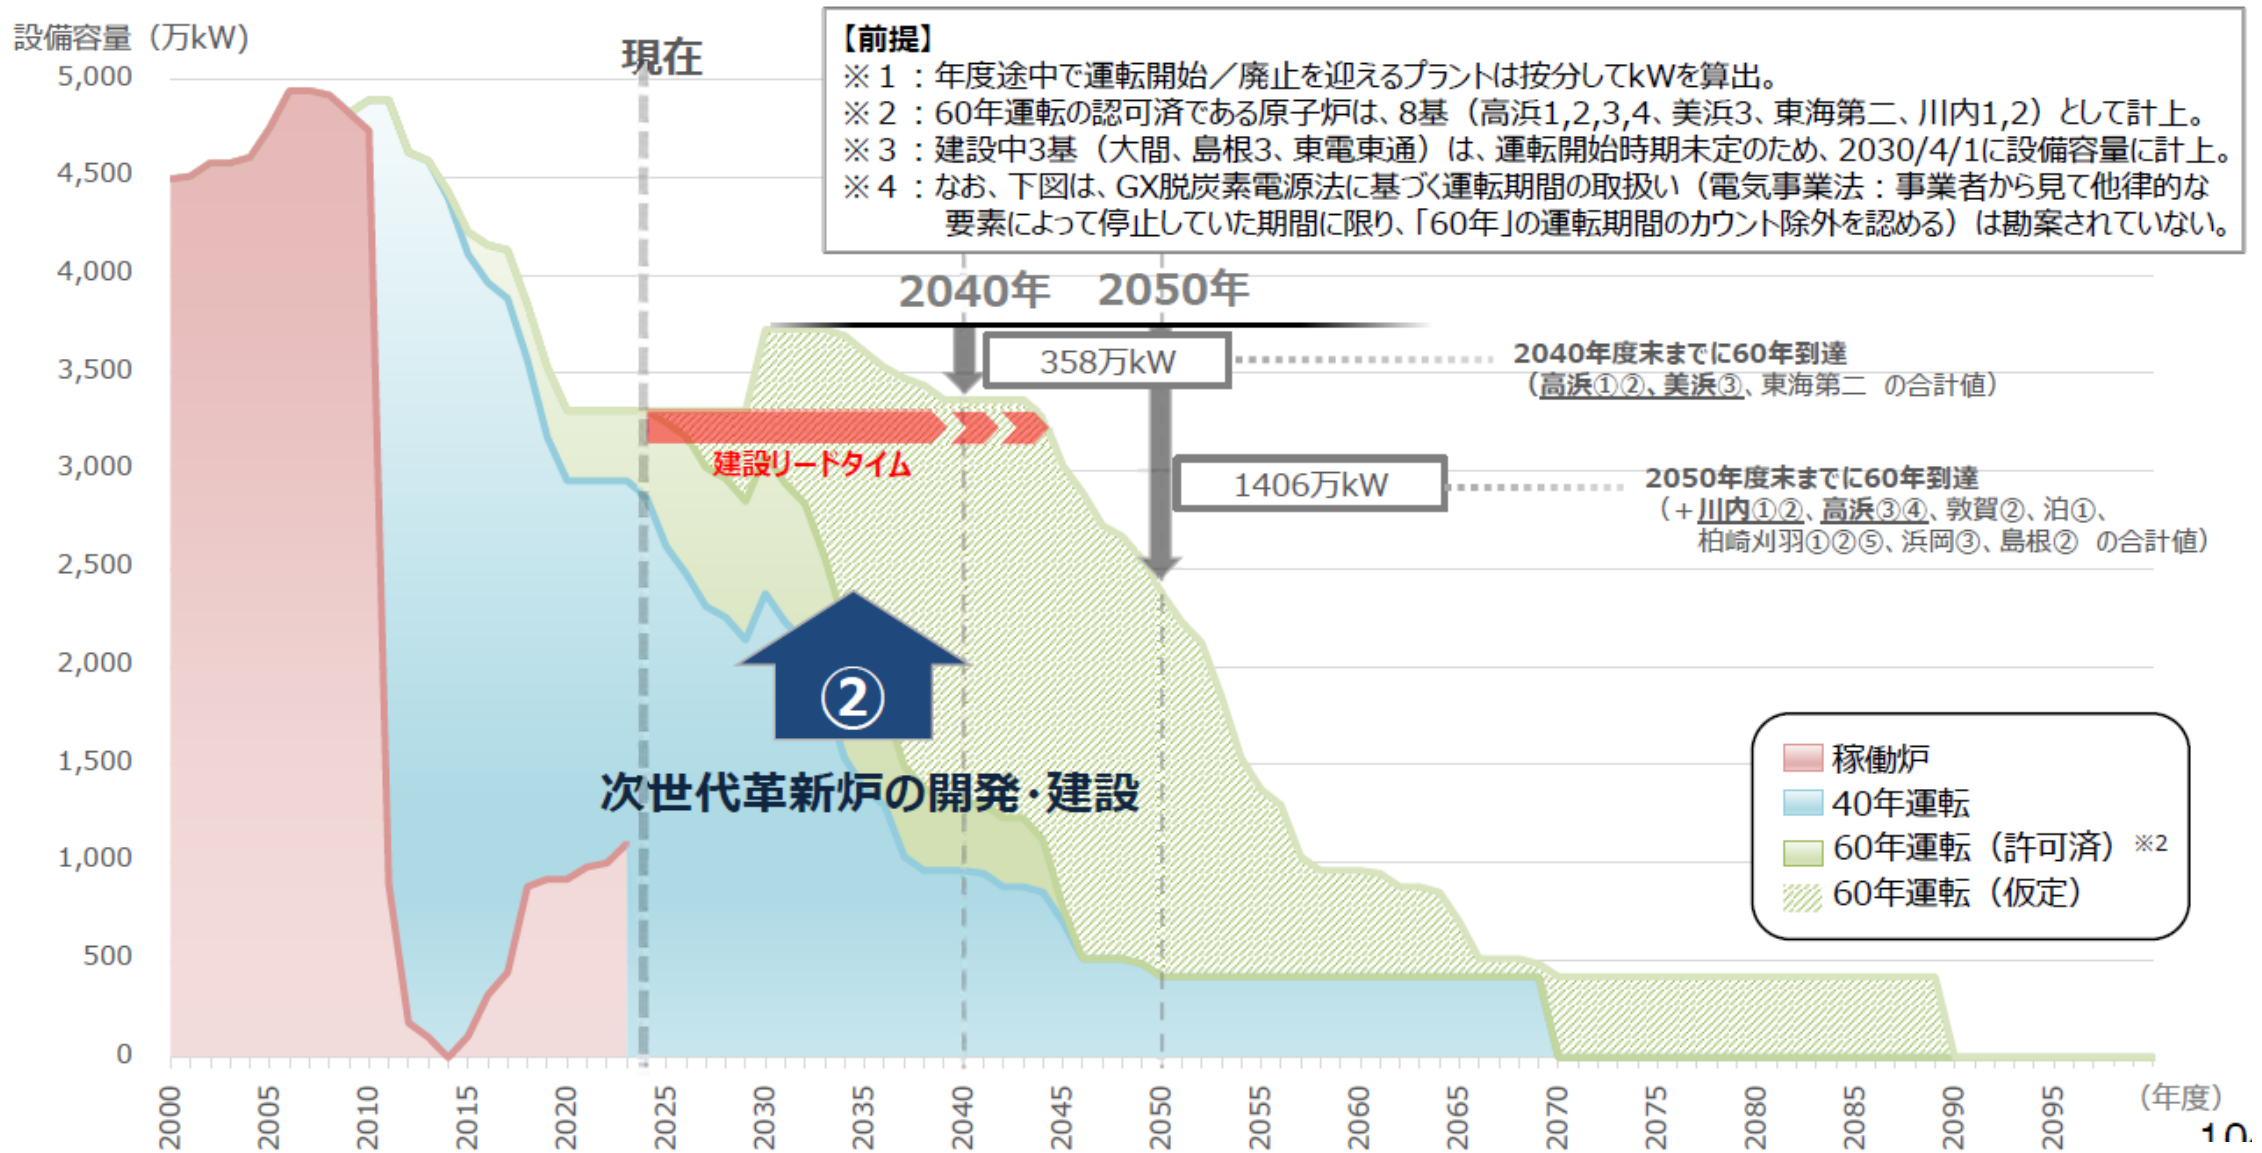 設備容量（万kW)
5,000
4,500
4,000
3,500
3,000
2,500
2,000
1,500
1,000
500
0
現在
【前提】
※１：年度途中で運転開始／廃止を迎えるプラントは按分してkWを算出。
※２：60年運転の認可済である原子炉は、8基（高浜1,2,3,4、美浜3、東海第二、川内1,2）として計上。
※３：建設中3基（大間、島根3、東電東通）は、運転開始時期未定のため、2030/4/1に設備容量に計上。
※４：なお、下図は、GX脱炭素電源法に基づく運転期間の取扱い（電気事業法：事業者から見て他律的な
要素によって停止していた期間に限り、「60年」の運転期間のカウント除外を認める）は勘案されていない。
2040年
2050年
358万kW
2040年度末までに60年到達
（高浜①②、美浜③、東海第二 の合計値）
建設リードタイム
1406万kW
2050年度末までに60年到達
（＋川内①②、高浜③④、敦賀②、泊①、
柏崎刈羽①②⑤、浜岡③、島根② の合計値）
②
次世代革新炉の開発・建設
稼働炉
40年運転
60年運転（許可済）※2
60年運転（仮定）
2000
2005
2010
2015
2020
2025
2030
2035
2040
2045
2050
2055
2060
2065
2070
2075
2080
2085
2090
2095
（年度）